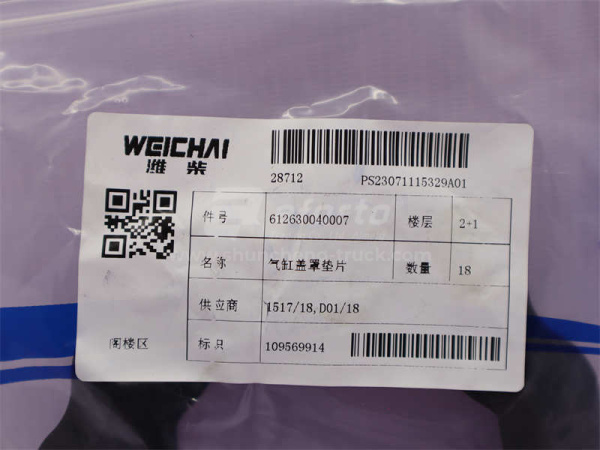 WEICHAI
潍柴
28712 PS23071115329A01
件号 612630040007 楼层 2+1
名称 气缸盖罩垫片 数量 18
供应商 1517/18,D01/18
阁楼区 标识 109569914